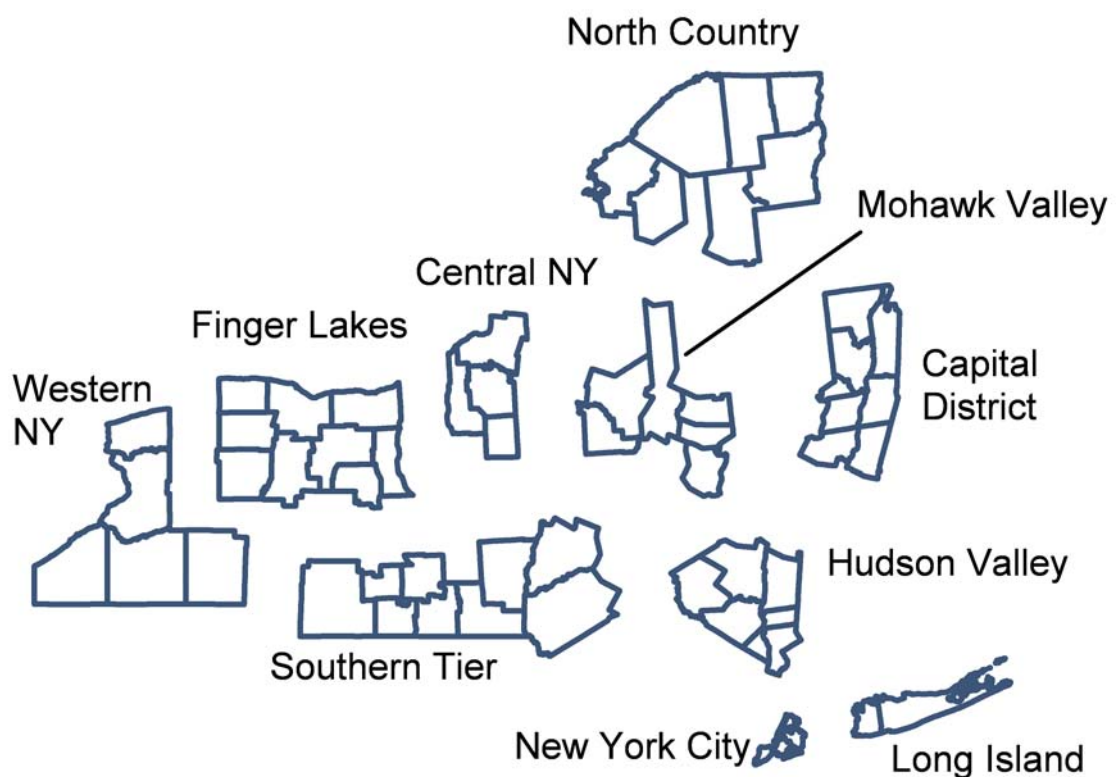 North Country
Mohawk Valley
Central NY
Finger Lakes
Capital
District
Western
NY
Hudson Valley
Southern Tier
New York City
Long Island